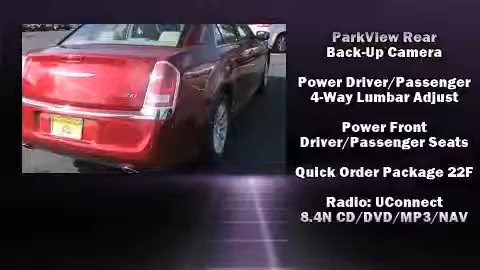 ParkView Rear
Back-Up Camera
Power Driver/Passenger
4-Way Lumbar Adjust
Power Front
Driver/Passenger Seats
Quick Order Package 22F
Radio: UConnect
8.4N CD/DVD/MP3/NAV